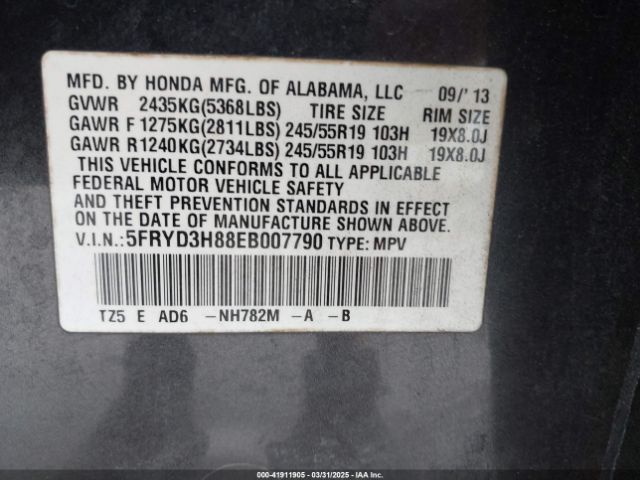 MFD. BY HONDA MFG. OF ALABAMA, LLC 09/'13
GVWR 2435KG(5368LBS) TIRE SIZE RIM SIZE
GAWR F1275KG(2811LBS) 245/55R19 103H 19X8.0J
GAWR R1240KG(2734LBS) 245/55R19 103H 19X8.0J
THIS VEHICLE CONFORMS TO ALL APPLICABLE
FEDERAL MOTOR VEHICLE SAFETY
AND THEFT PREVENTION STANDARDS IN EFFECT
ON THE DATE OF MANUFACTURE SHOWN ABOVE.
V.I.N.:5FRYD3H88EB007790 TYPE: MPV
TZ5 E AD6 -NH782M -A -B
000-41911905 - 03/31/2025 - © IAA Inc.